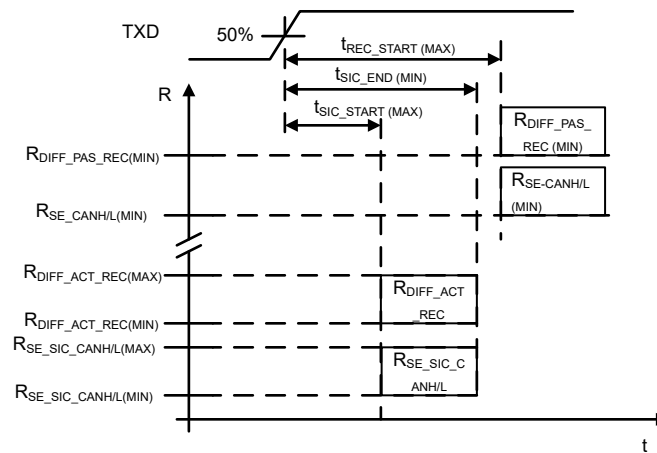 TXD
50%
tREC_START (MAX)
tSIC_END (MIN)
R
tSIC_START (MAX)
RDIFF_PAS_
REC (MIN)
RDIFF_PAS_REC(MIN)
RSE-CANH/L
(MIN)
RSE_CANH/L(MIN)
RDIFF_ACT_REC(MAX)
RDIFF_ACT
_REC
RDIFF_ACT_REC(MIN)
RSE_SIC_CANH/L(MAX)
RSE_SIC_C
ANH/L
RSE_SIC_CANH/L(MIN)
t